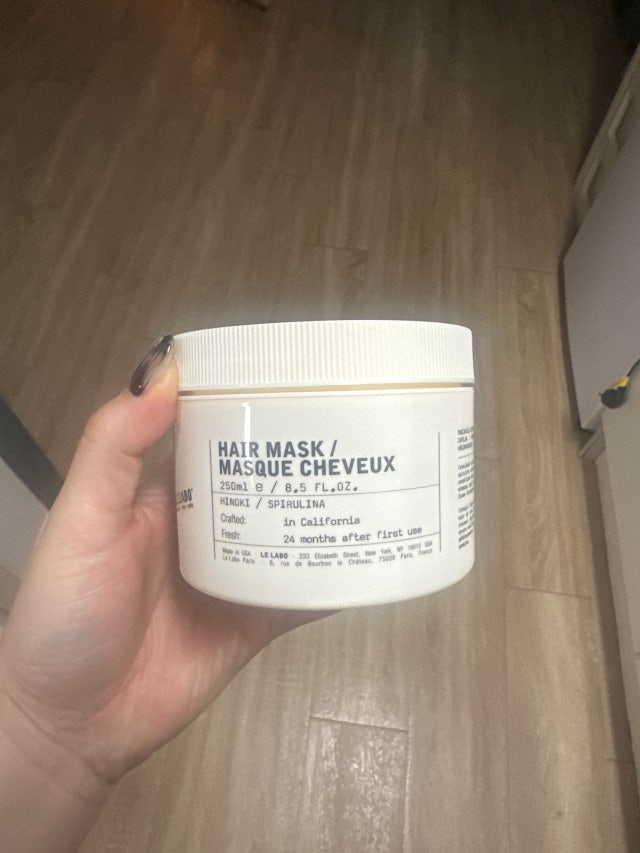 HAIR MASK /
MASQUE CHEVEUX
250ml e / 8.5 FL.OZ.
HINOKI / SPIRULINA
Crafted: in California
Fresh: 24 months after first use
Made in USA - LE LABO - 233 Elizabeth Street, New York, NY 10012 USA
Le Labo Paris - 6, rue de Bourbon le Château, 75006 Paris, France